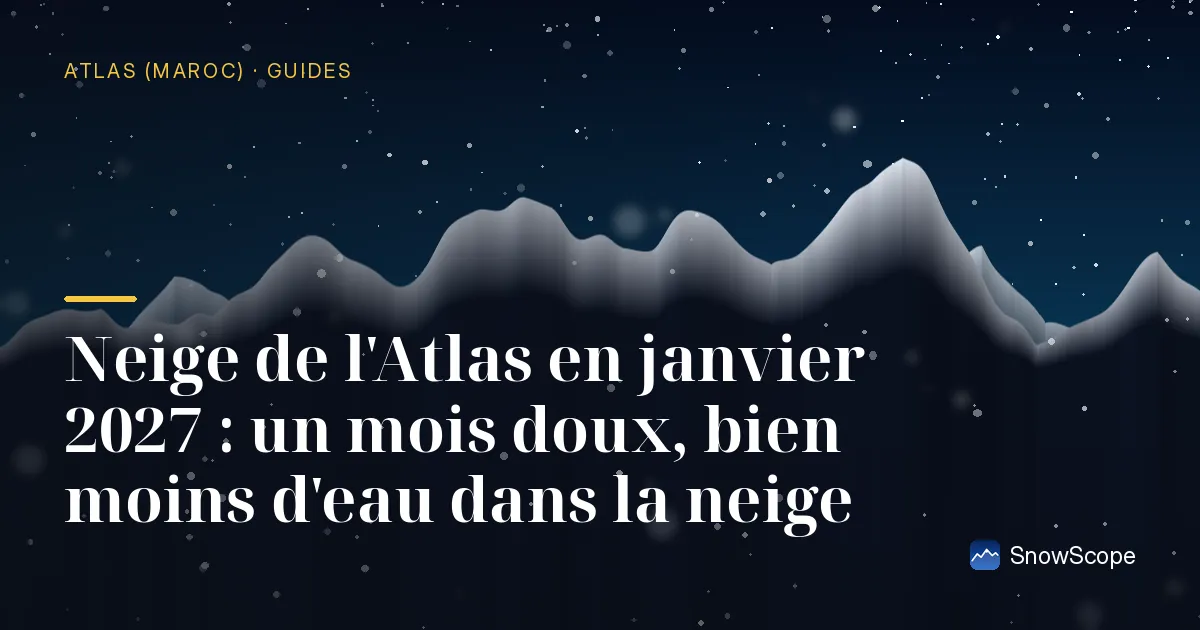 ATLAS (MAROC) · GUIDES
Neige de l'Atlas en janvier
2027 : un mois doux, bien
moins d'eau dans la neige
SnowScope